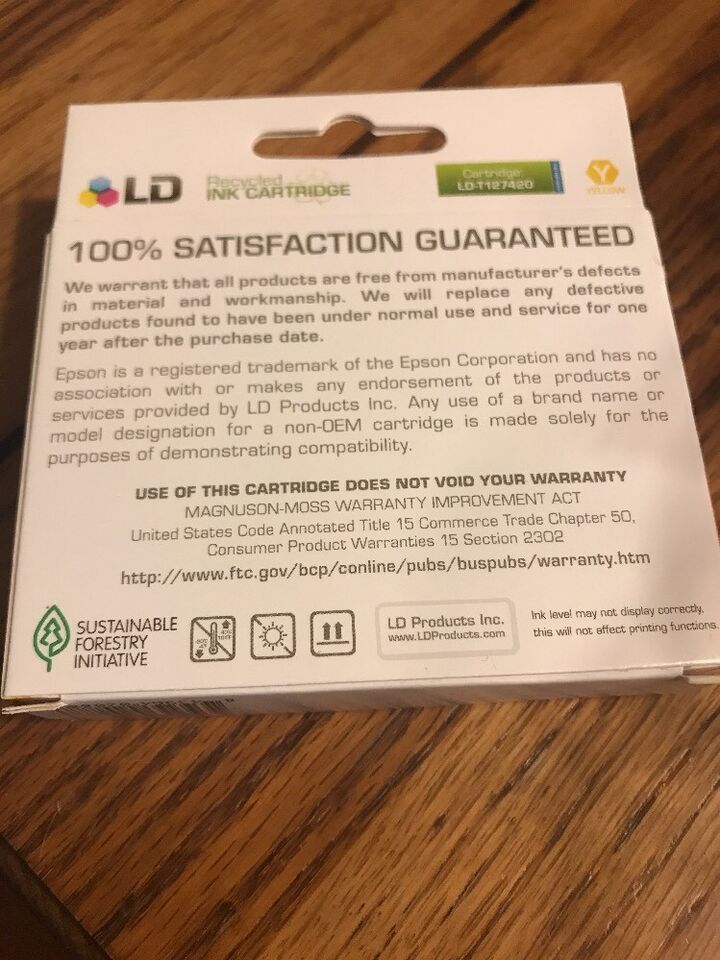 LD
Recycled
INK CARTRIDGE
Cartridge:
LD-T127420
Y
YELLOW
100% SATISFACTION GUARANTEED
We warrant that all products are free from manufacturer's defects
in material and workmanship. We will replace any defective
products found to have been under normal use and service for one
year after the purchase date.
Epson is a registered trademark of the Epson Corporation and has no
association with or makes any endorsement of the products or
services provided by LD Products Inc. Any use of a brand name or
model designation for a non-OEM cartridge is made solely for the
purposes of demonstrating compatibility.
USE OF THIS CARTRIDGE DOES NOT VOID YOUR WARRANTY
MAGNUSON-MOSS WARRANTY IMPROVEMENT ACT
United States Code Annotated Title 15 Commerce Trade Chapter 50,
Consumer Product Warranties 15 Section 2302
http://www.ftc.gov/bcp/conline/pubs/buspubs/warranty.htm
SUSTAINABLE
FORESTRY
INITIATIVE
LD Products Inc.
www.LDProducts.com
Ink level may not display correctly,
this will not effect printing functions.